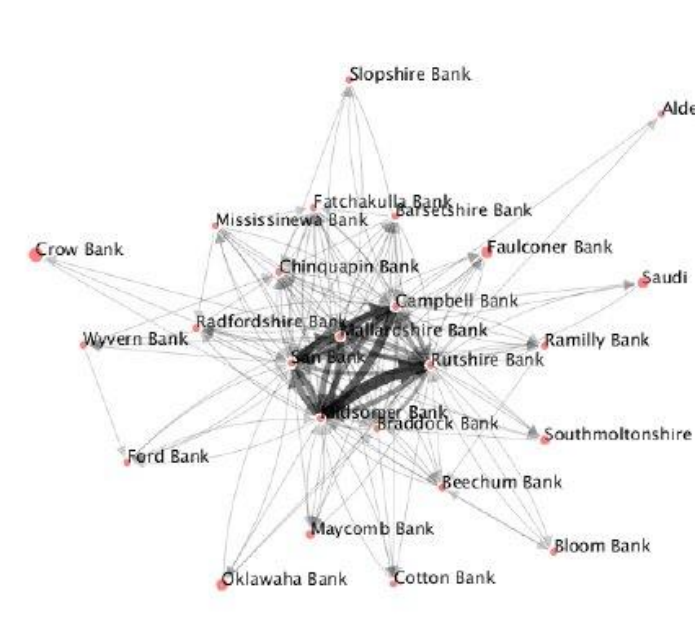 Slopshire Bank
Alde
Fatchakulla Bank
Barsetshire Bank
Mississinewa Bank
Crow Bank
Faulconer Bank
Chinquapin Bank
Saudi
Campbell Bank
Radfordshire Bank
Mallardshire Bank
Wyvern Bank
Ramilly Bank
San Bank
Rutshire Bank
Midsomer Bank
Braddock Bank
Southmoltonshire
Ford Bank
Beechum Bank
Maycomb Bank
Bloom Bank
Oklawaha Bank
Cotton Bank